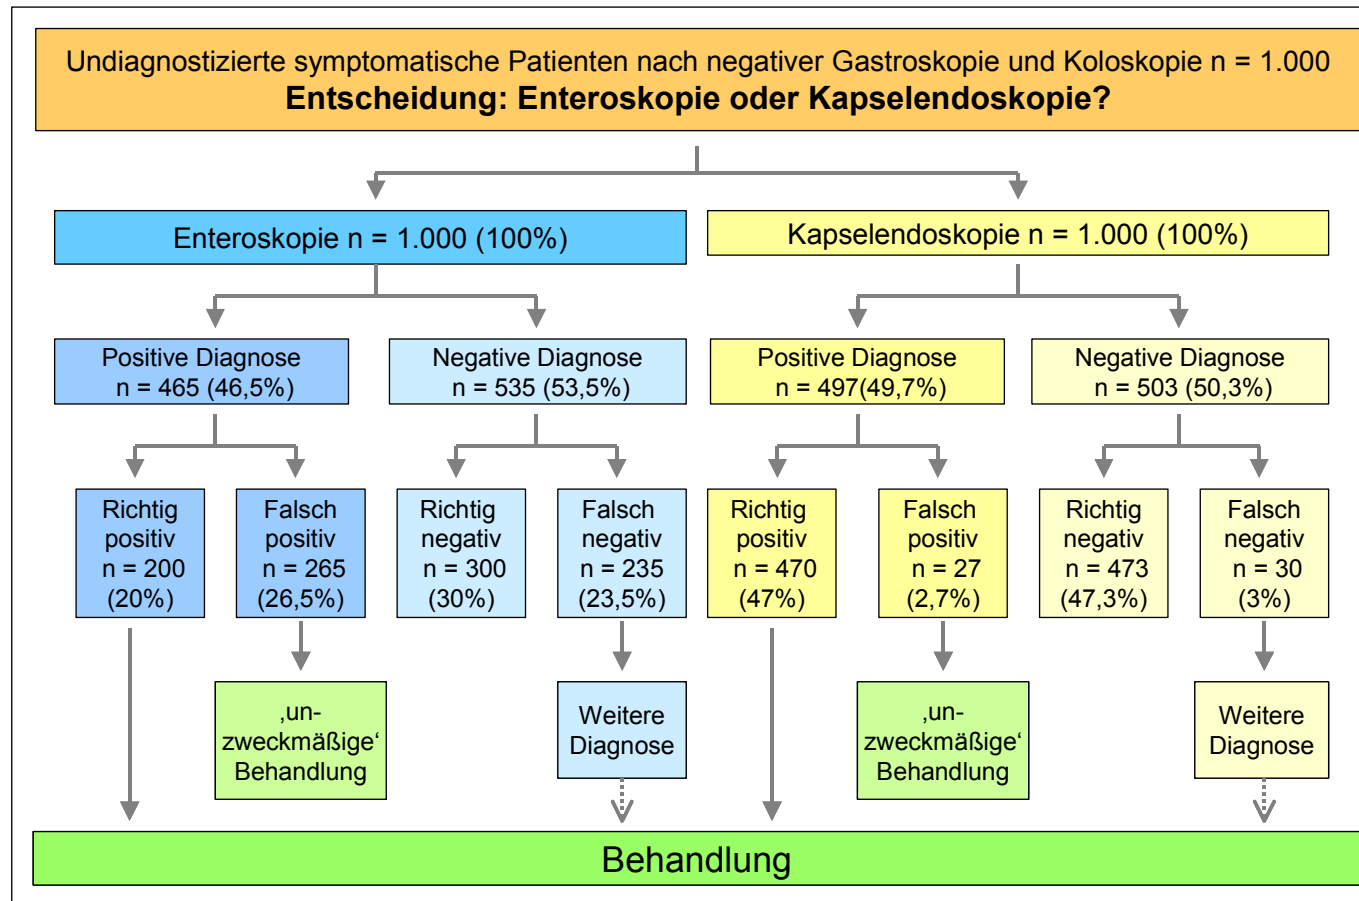 Undiagnostizierte symptomatische Patienten nach negativer Gastroskopie und Koloskopie n = 1.000
Entscheidung: Enteroskopie oder Kapselendoskopie?
Enteroskopie n = 1.000 (100%)
Kapselendoskopie n = 1.000 (100%)
Positive Diagnose
n = 465 (46,5%)
Negative Diagnose
n = 535 (53,5%)
Positive Diagnose
n = 497(49,7%)
Negative Diagnose
n = 503 (50,3%)
Richtig
positiv
n = 200
(20%)
Falsch
positiv
n = 265
(26,5%)
Richtig
negativ
n = 300
(30%)
Falsch
negativ
n = 235
(23,5%)
Richtig
positiv
n = 470
(47%)
Falsch
positiv
n = 27
(2,7%)
Richtig
negativ
n = 473
(47,3%)
Falsch
negativ
n = 30
(3%)
‚un-
zweckmäßige‘
Behandlung
Weitere
Diagnose
‚un-
zweckmäßige‘
Behandlung
Weitere
Diagnose
Behandlung